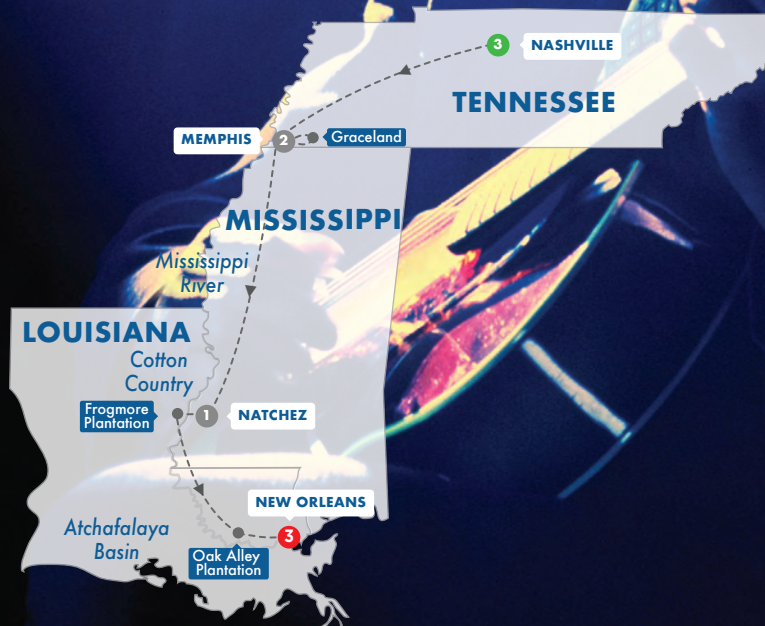 3 NASHVILLE
TENNESSEE
MEMPHIS 2 Graceland
MISSISSIPPI
Mississippi
River
LOUISIANA
Cotton
Country
Frogmore
Plantation
1 NATCHEZ
NEW ORLEANS
3
Atchafalaya
Basin
Oak Alley
Plantation